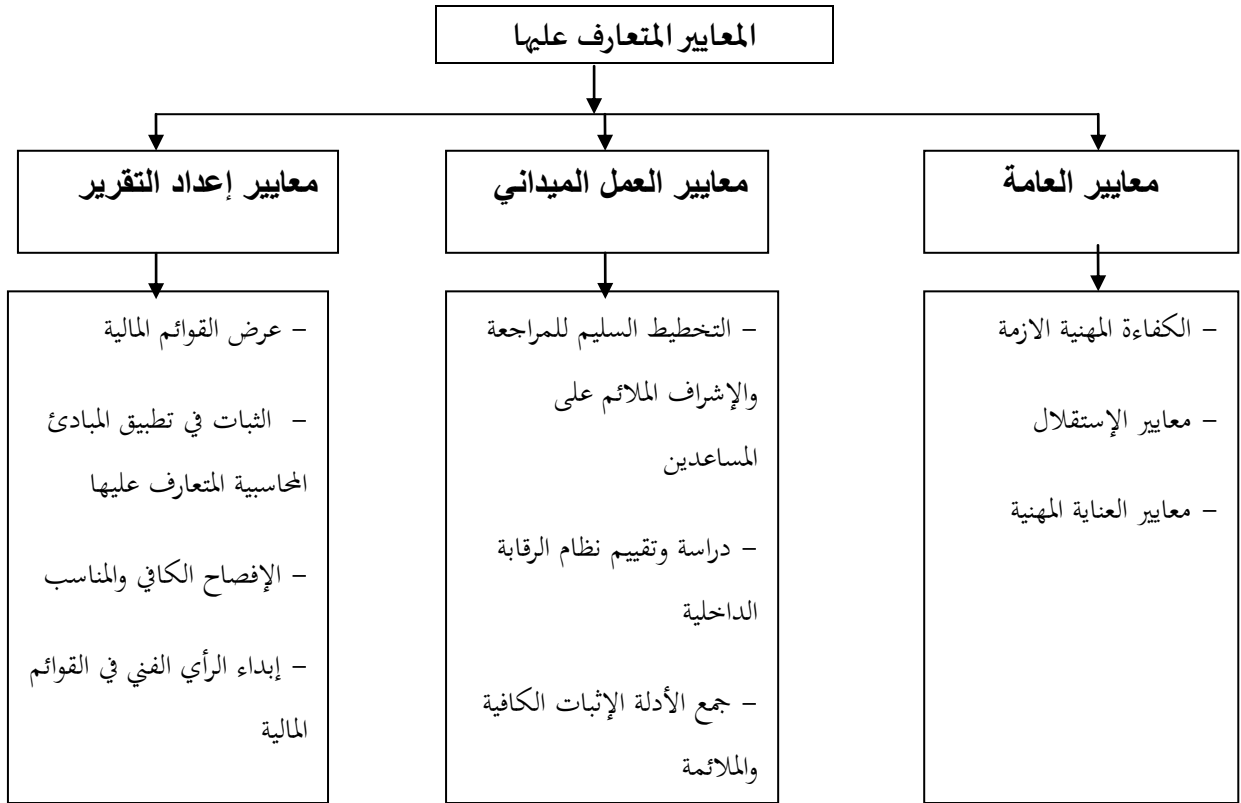 المعايير المتعارف عليها
معايير العامة
معايير العمل الميداني
معايير إعداد التقرير
– الكفاءة المهنية الازمة
– معايير الإستقلال
– معايير العناية المهنية
– التخطيط السليم للمراجعة
والإشراف الملائم على
المساعدين
– دراسة وتقييم نظام الرقابة
الداخلية
– جمع الأدلة الإثبات الكافية
والملائمة
– عرض القوائم المالية
– الثبات في تطبيق المبادئ
المحاسبية المتعارف عليها
– الإفصاح الكافي والمناسب
– إبداء الرأي الفني في القوائم
المالية